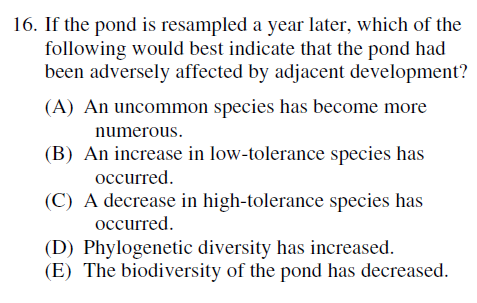 16. If the pond is resampled a year later, which of the
following would best indicate that the pond had
been adversely affected by adjacent development?
(A) An uncommon species has become more
numerous.
(B) An increase in low-tolerance species has
occurred.
(C) A decrease in high-tolerance species has
occurred.
(D) Phylogenetic diversity has increased.
(E) The biodiversity of the pond has decreased.